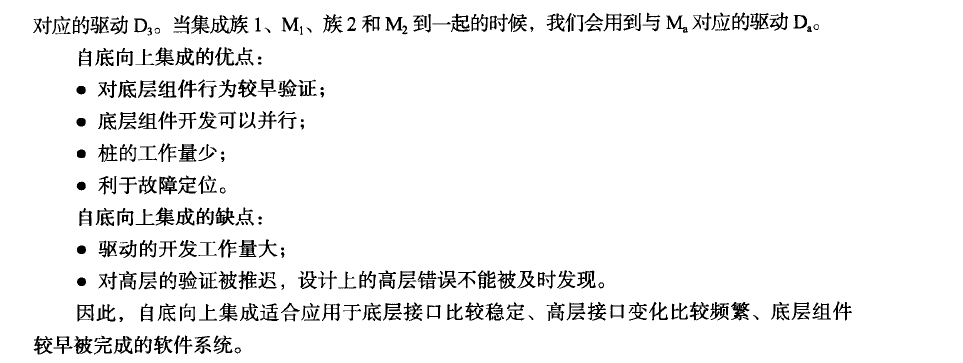 对应的驱动 D₃。当集成族 1、M₁、族 2 和 M₂ 到一起的时候，我们会用到与 Mₐ 对应的驱动 Dₐ。
自底向上集成的优点：
● 对底层组件行为较早验证；
● 底层组件开发可以并行；
● 桩的工作量少；
● 利于故障定位。
自底向上集成的缺点：
● 驱动的开发工作量大；
● 对高层的验证被推迟，设计上的高层错误不能被及时发现。
因此，自底向上集成适合应用于底层接口比较稳定、高层接口变化比较频繁、底层组件
较早被完成的软件系统。